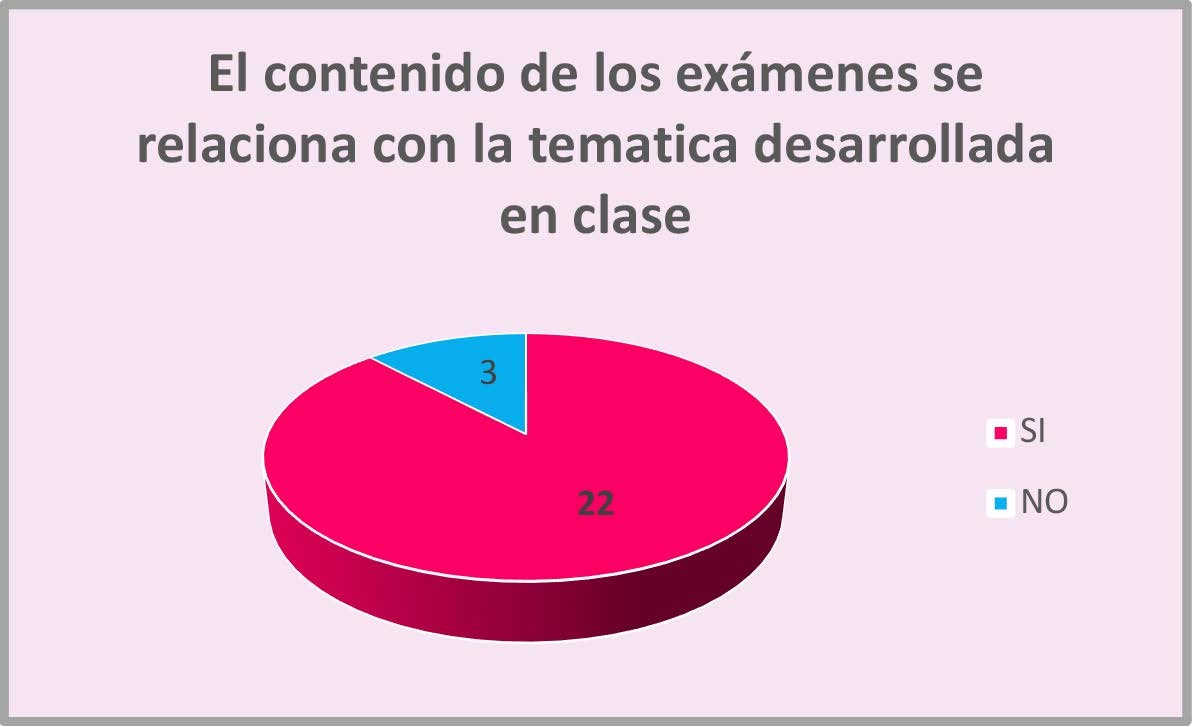 El contenido de los exámenes se
relaciona con la tematica desarrollada
en clase
3
22
SI
NO